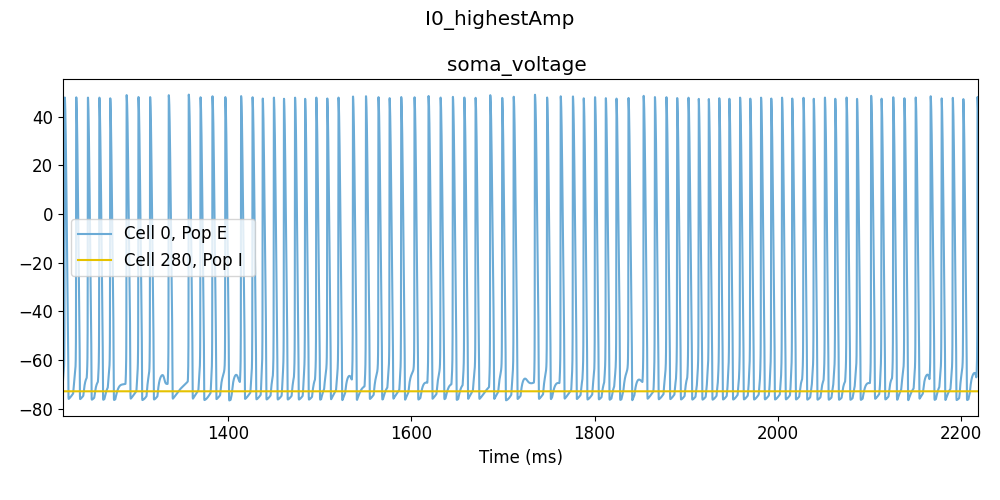 I0_highestAmp
soma_voltage
40
20
0
−20
−40
−60
−80
Cell 0, Pop E
Cell 280, Pop I
1400
1600
1800
2000
2200
Time (ms)